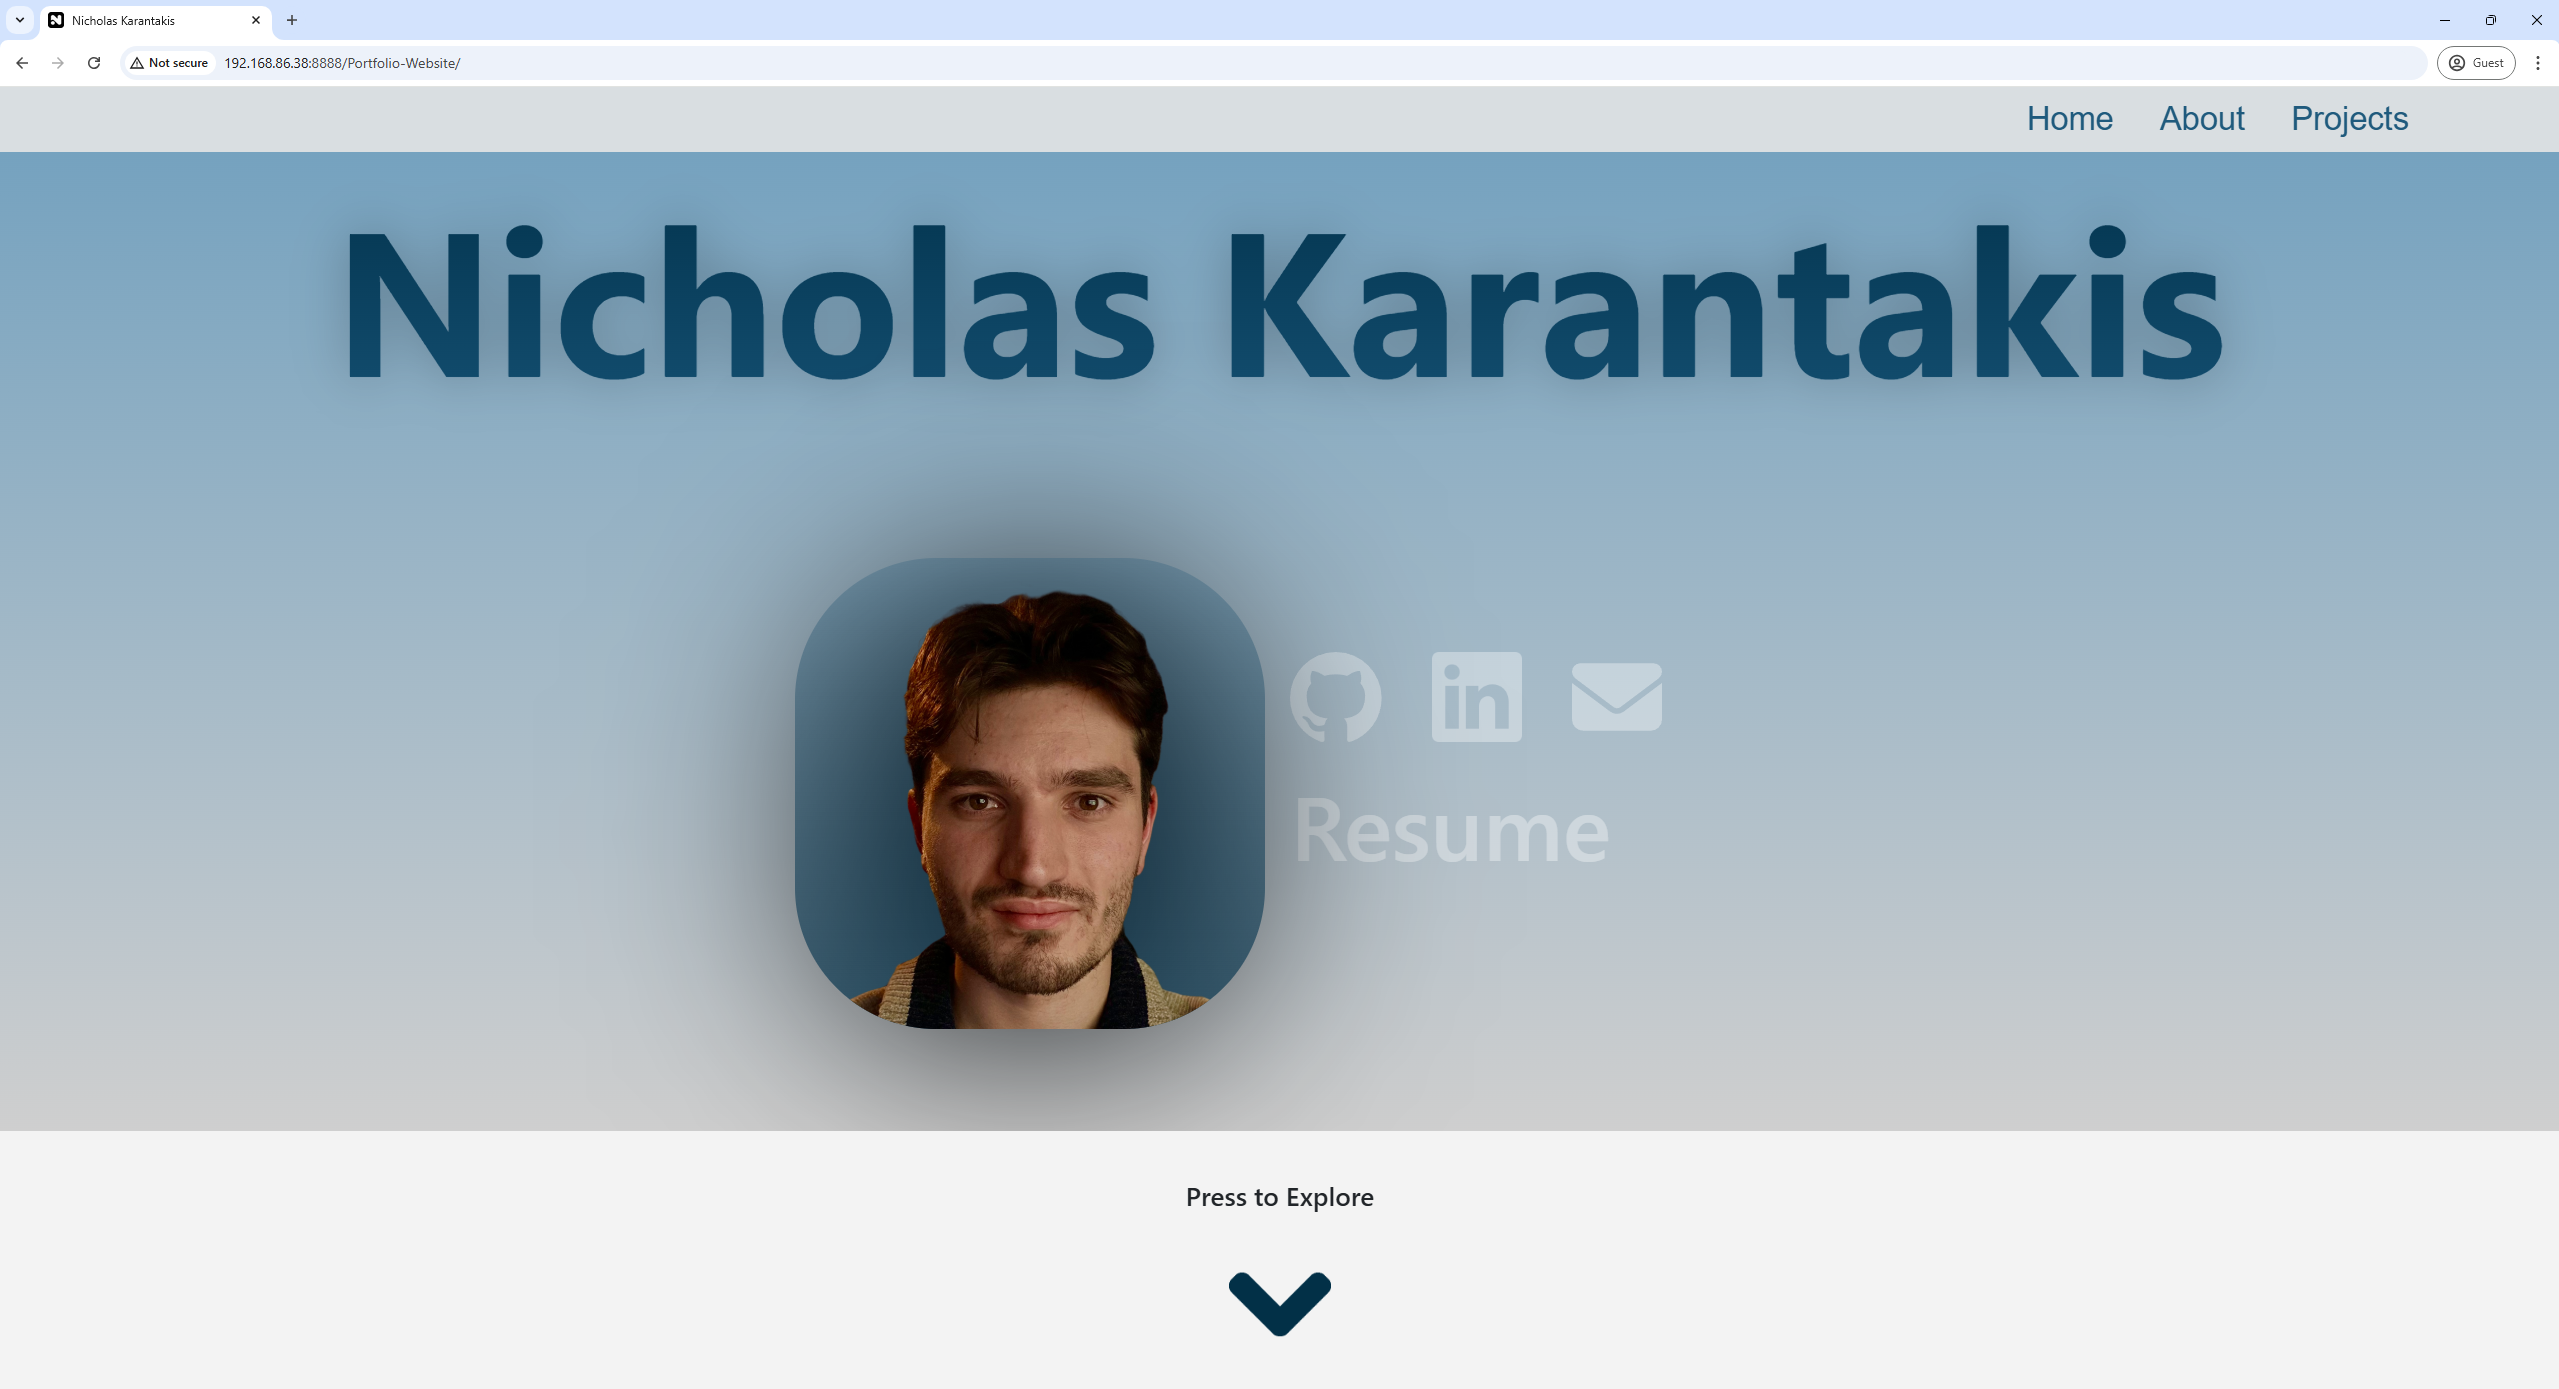 Nicholas Karantakis
Not secure 192.168.86.38:8888/Portfolio-Website/ Guest
Home About Projects
Nicholas Karantakis
in
Resume
Press to Explore